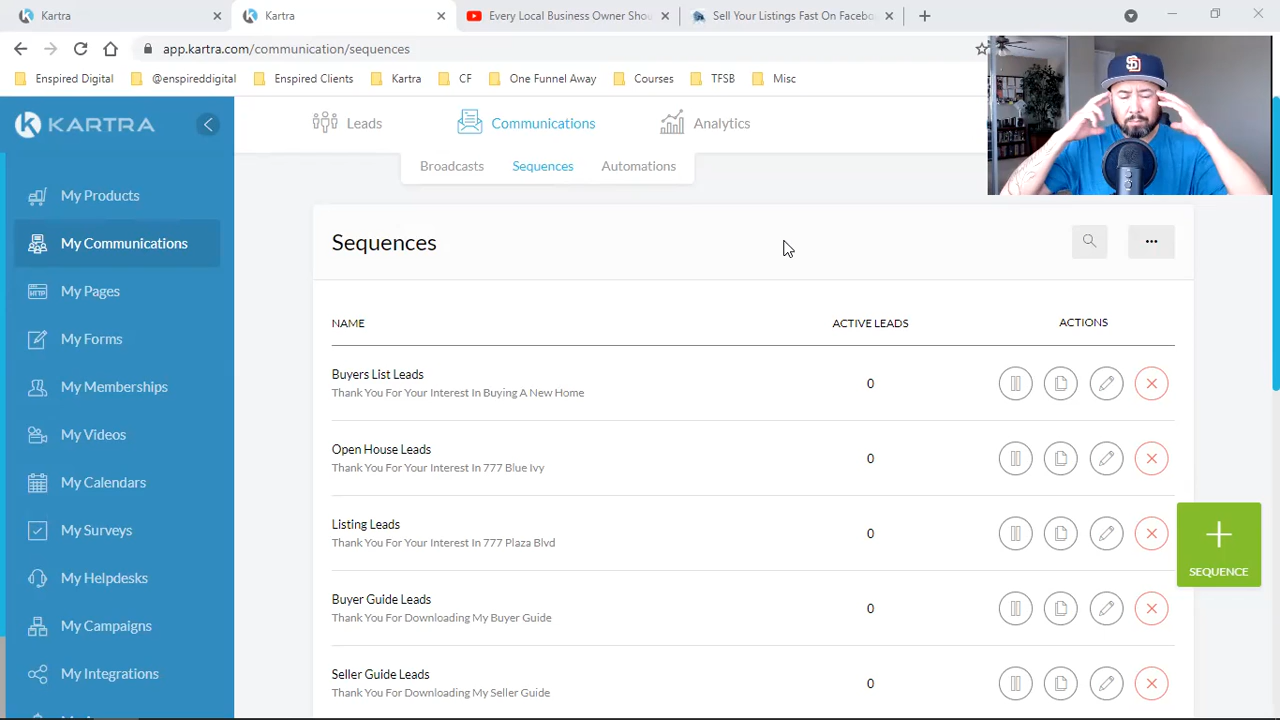 Kartra
Kartra
Every Local Business Owner Shou
Sell Your Listings Fast On Facebo
app.kartra.com/communication/sequences
Enspired Digital
@enspireddigital
Enspired Clients
Kartra
CF
One Funnel Away
Courses
TFSB
Misc
KARTRA
Leads
Communications
Analytics
Broadcasts
Sequences
Automations
My Products
My Communications
My Pages
My Forms
My Memberships
My Videos
My Calendars
My Surveys
My Helpdesks
My Campaigns
My Integrations
Sequences
NAME
ACTIVE LEADS
ACTIONS
Buyers List Leads
Thank You For Your Interest In Buying A New Home
0
Open House Leads
Thank You For Your Interest In 777 Blue Ivy
0
Listing Leads
Thank You For Your Interest In 777 Plaza Blvd
0
Buyer Guide Leads
Thank You For Downloading My Buyer Guide
0
Seller Guide Leads
Thank You For Downloading My Seller Guide
0
SEQUENCE